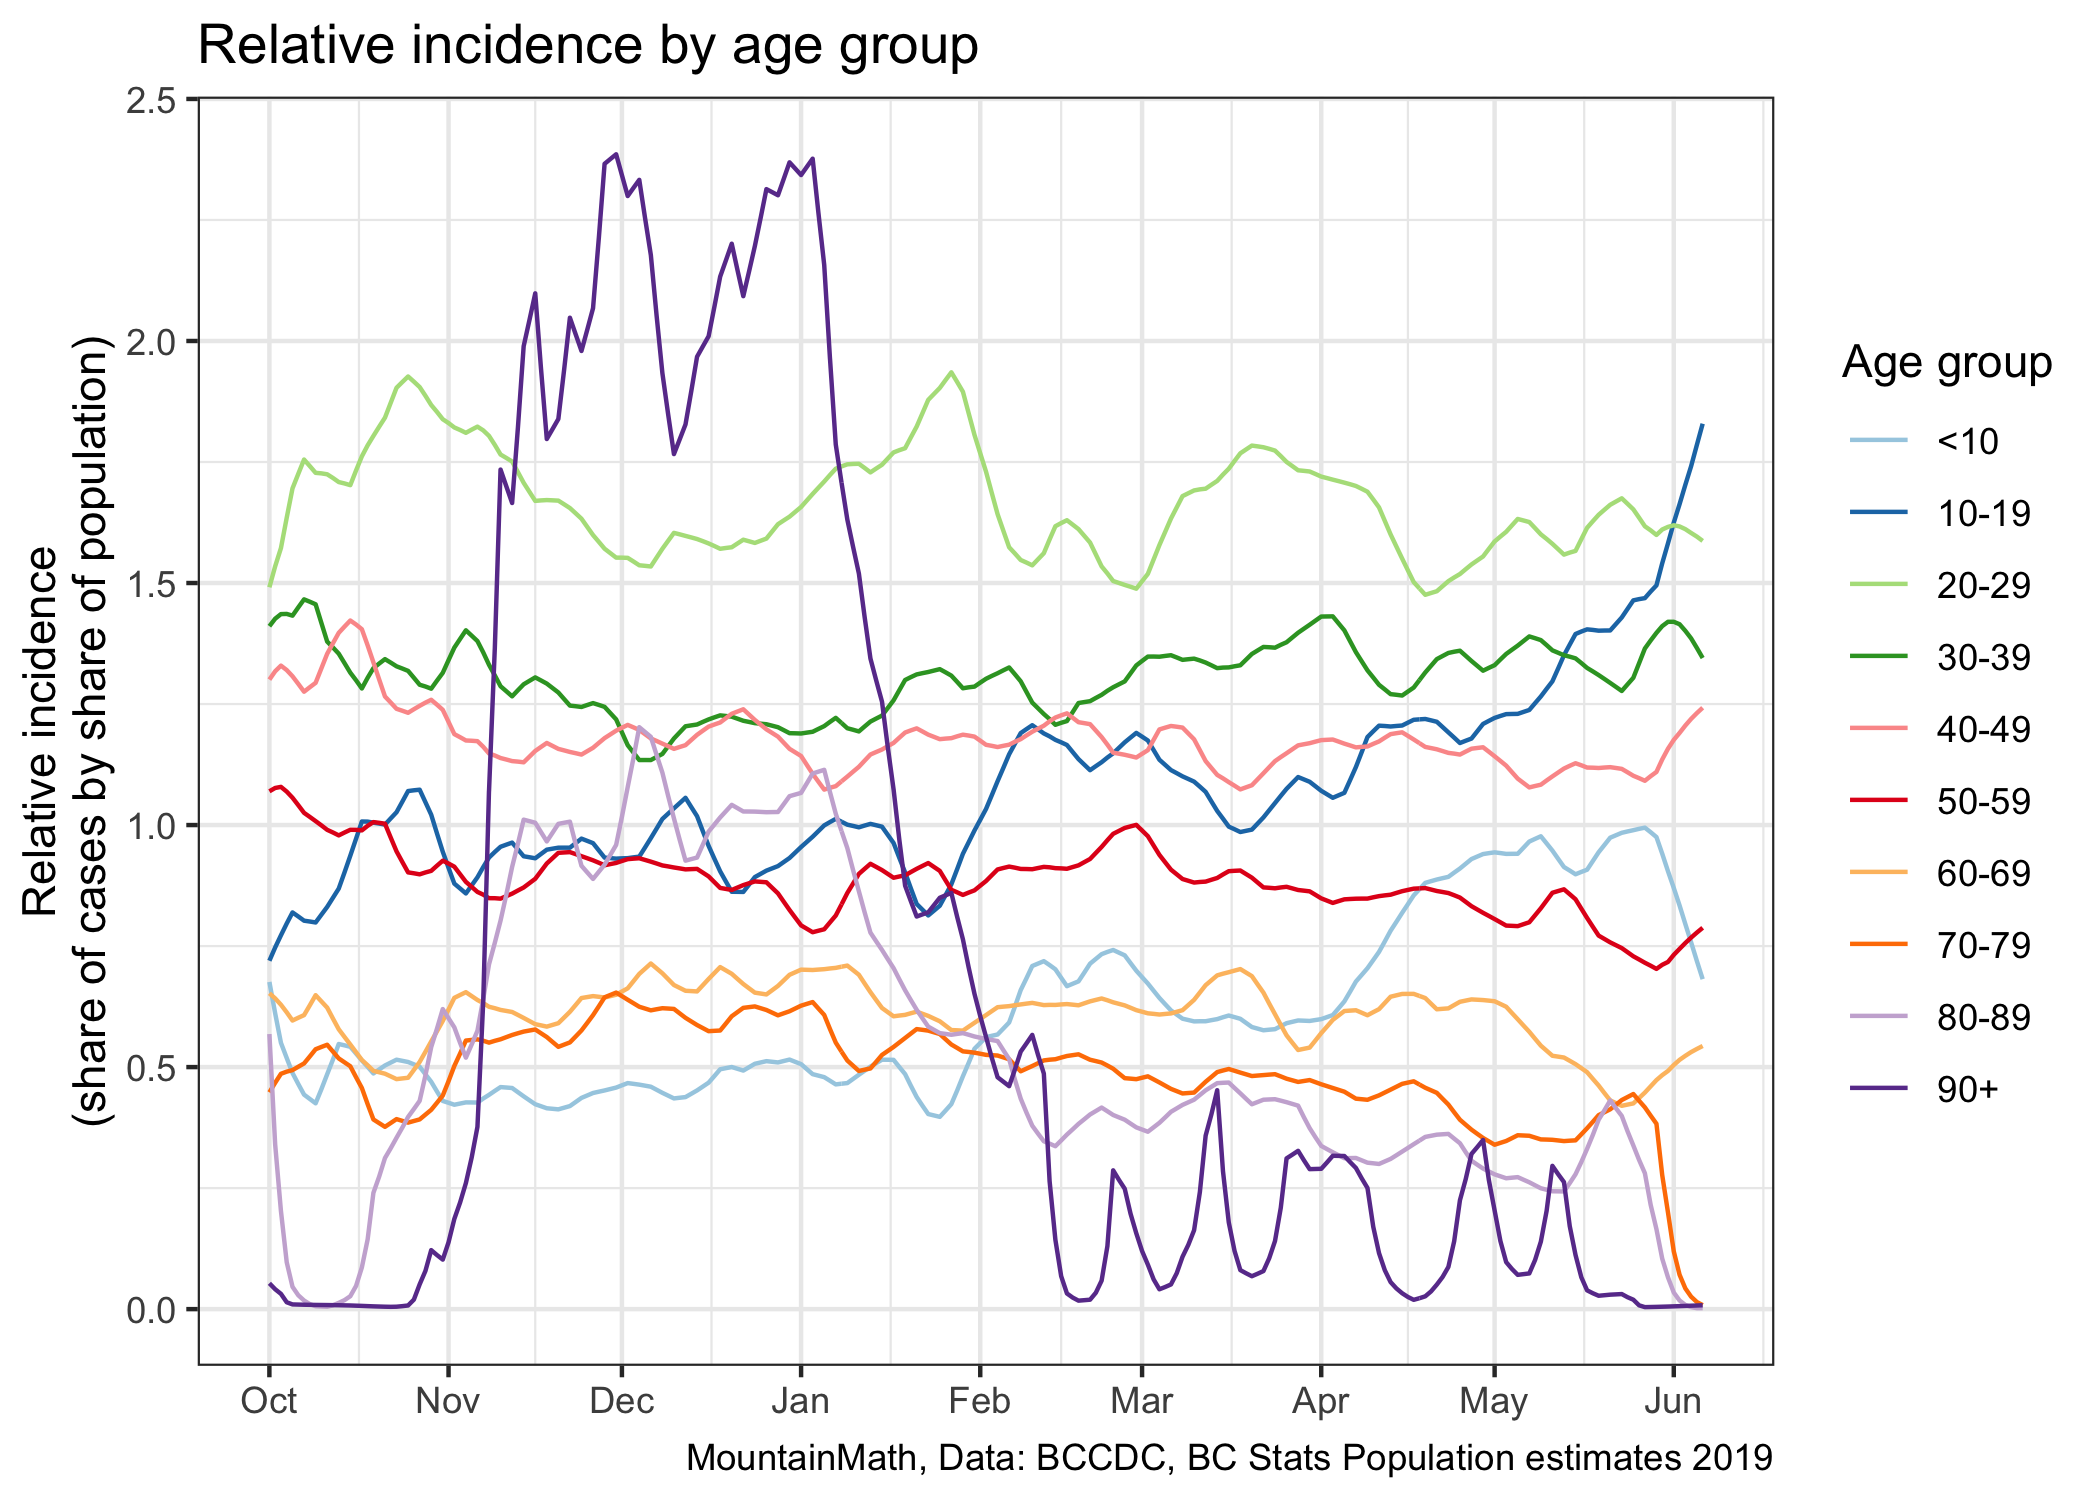 Relative incidence by age group
Relative incidence
(share of cases by share of population)
2.5
2.0
1.5
1.0
0.5
0.0
Oct Nov Dec Jan Feb Mar Apr May Jun
Age group
<10
10-19
20-29
30-39
40-49
50-59
60-69
70-79
80-89
90+
MountainMath, Data: BCCDC, BC Stats Population estimates 2019